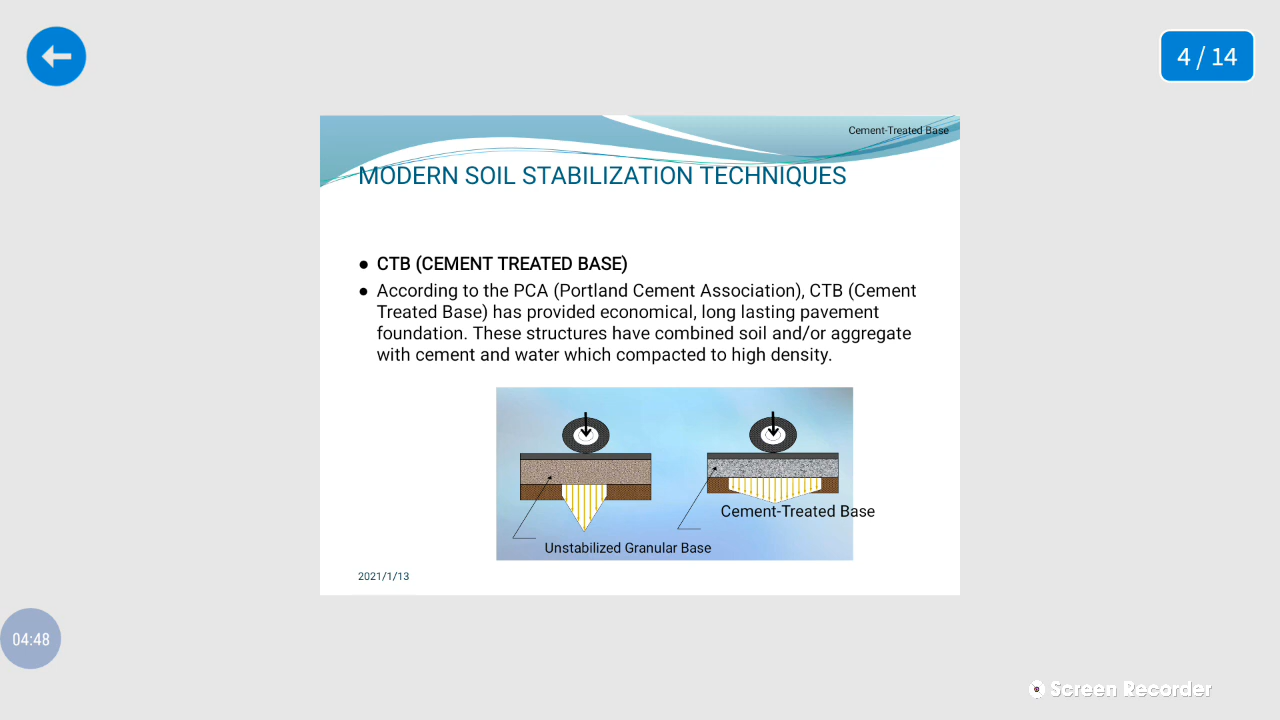 4 / 14
Cement-Treated Base
MODERN SOIL STABILIZATION TECHNIQUES
● CTB (CEMENT TREATED BASE)
● According to the PCA (Portland Cement Association), CTB (Cement
Treated Base) has provided economical, long lasting pavement
foundation. These structures have combined soil and/or aggregate
with cement and water which compacted to high density.
Cement-Treated Base
Unstabilized Granular Base
2021/1/13
04:48
Screen Recorder